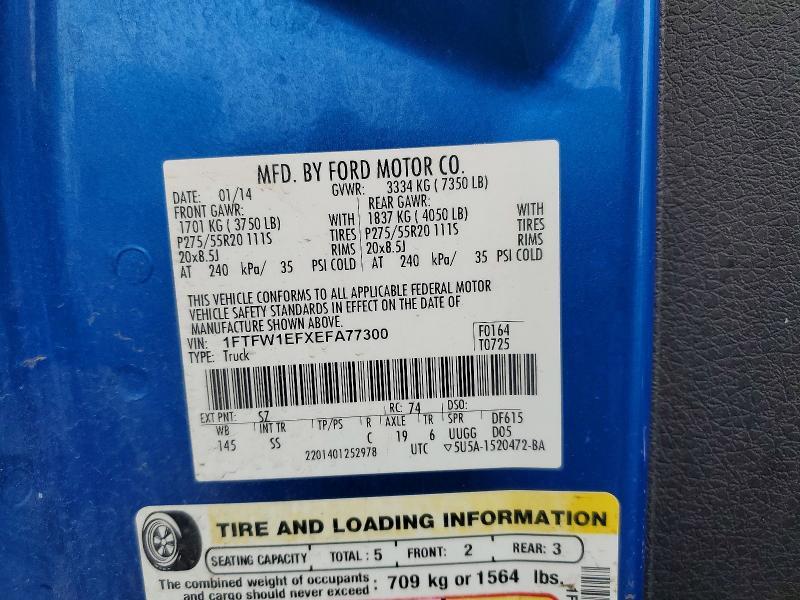 MFD. BY FORD MOTOR CO.
DATE: 01/14 GVWR: 3334 KG ( 7350 LB)
FRONT GAWR: REAR GAWR:
1701 KG ( 3750 LB) WITH 1837 KG ( 4050 LB) WITH
P275/55R20 111S TIRES P275/55R20 111S TIRES
20x8.5J RIMS 20x8.5J RIMS
AT 240 kPa/ 35 PSI COLD AT 240 kPa/ 35 PSI COLD
THIS VEHICLE CONFORMS TO ALL APPLICABLE FEDERAL MOTOR
VEHICLE SAFETY STANDARDS IN EFFECT ON THE DATE OF
MANUFACTURE SHOWN ABOVE.
VIN: 1FTFW1EFXEFA77300 F0164
TYPE: Truck T0725
EXT PNT: SZ RC: 74 DSO:
WB INT TR TP/PS R AXLE TR SPR DF615
145 SS C 19 6 UUGG D05
2201401252978 UTC ▽5U5A-1520472-BA
TIRE AND LOADING INFORMATION
SEATING CAPACITY TOTAL: 5 FRONT: 2 REAR: 3
The combined weight of occupants
and cargo should never exceed : 709 kg or 1564 lbs.